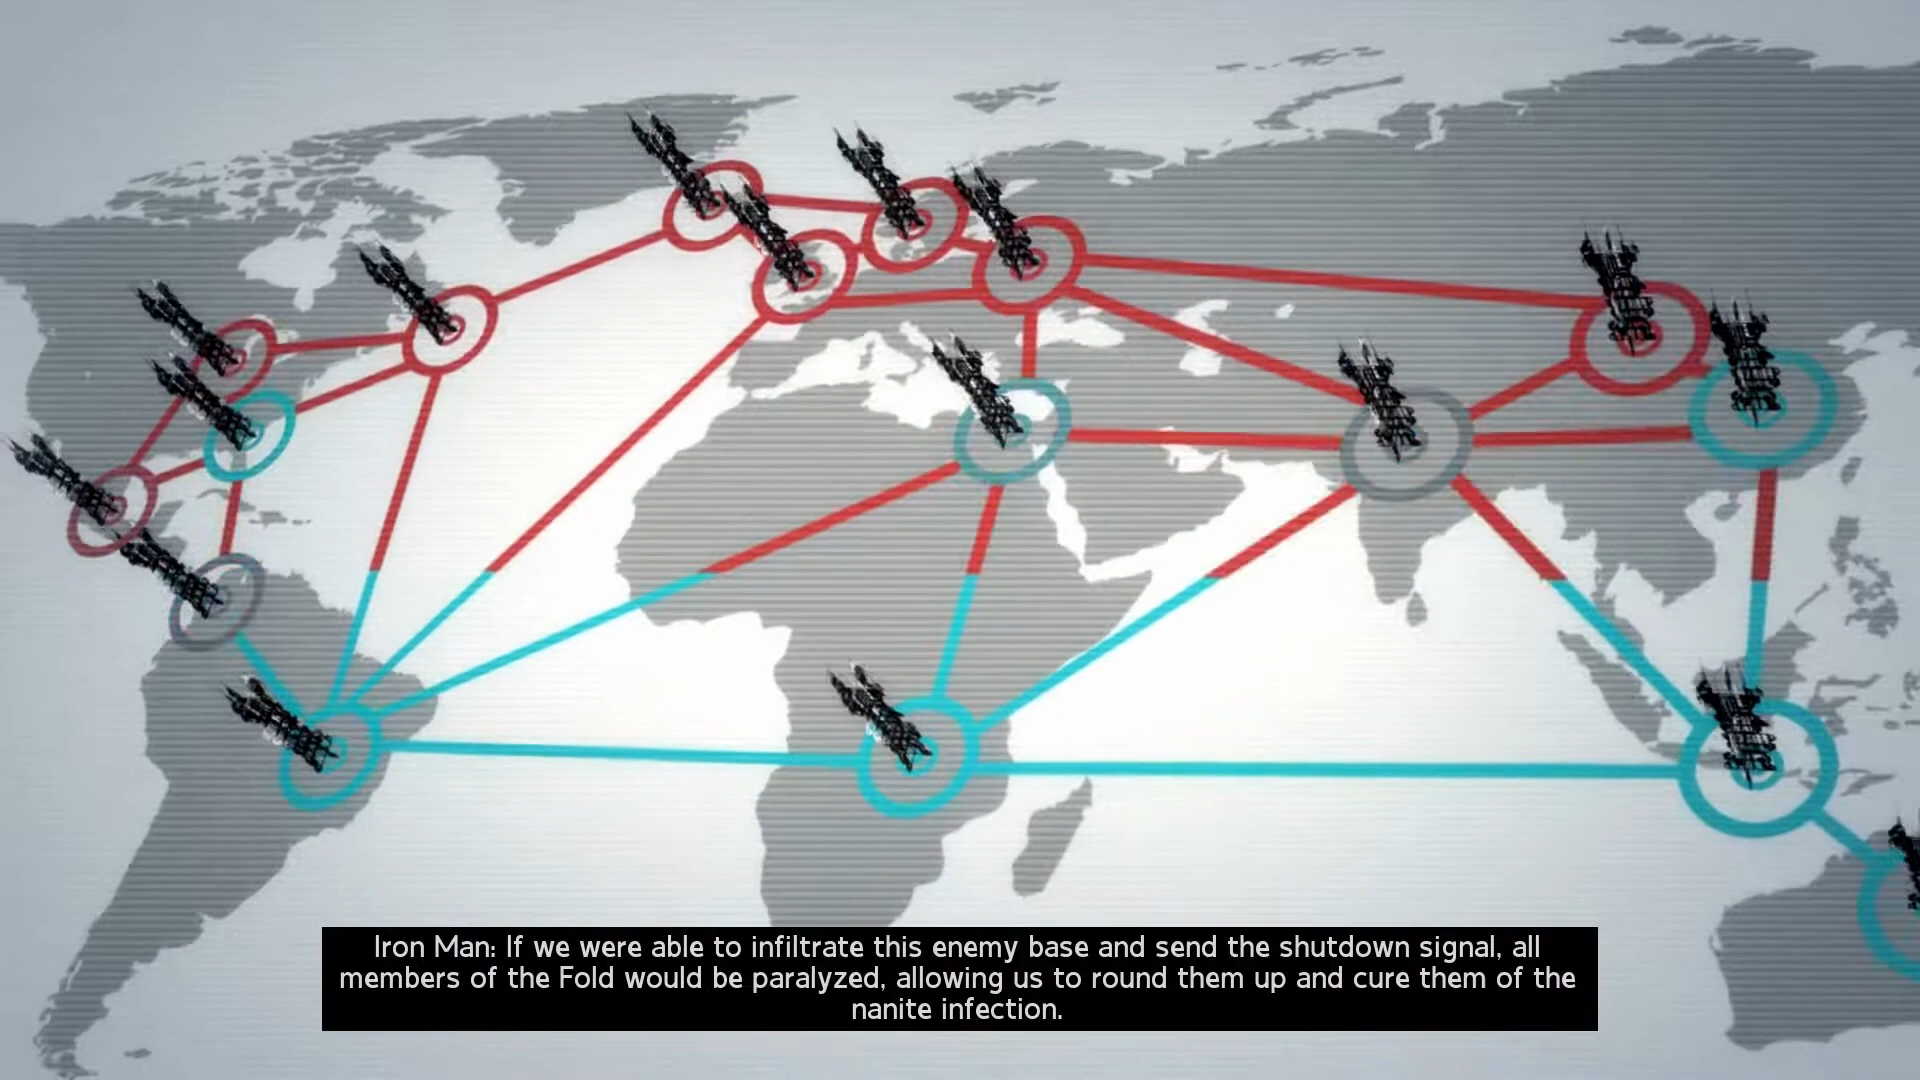 Iron Man: If we were able to infiltrate this enemy base and send the shutdown signal, all
members of the Fold would be paralyzed, allowing us to round them up and cure them of the
nanite infection.